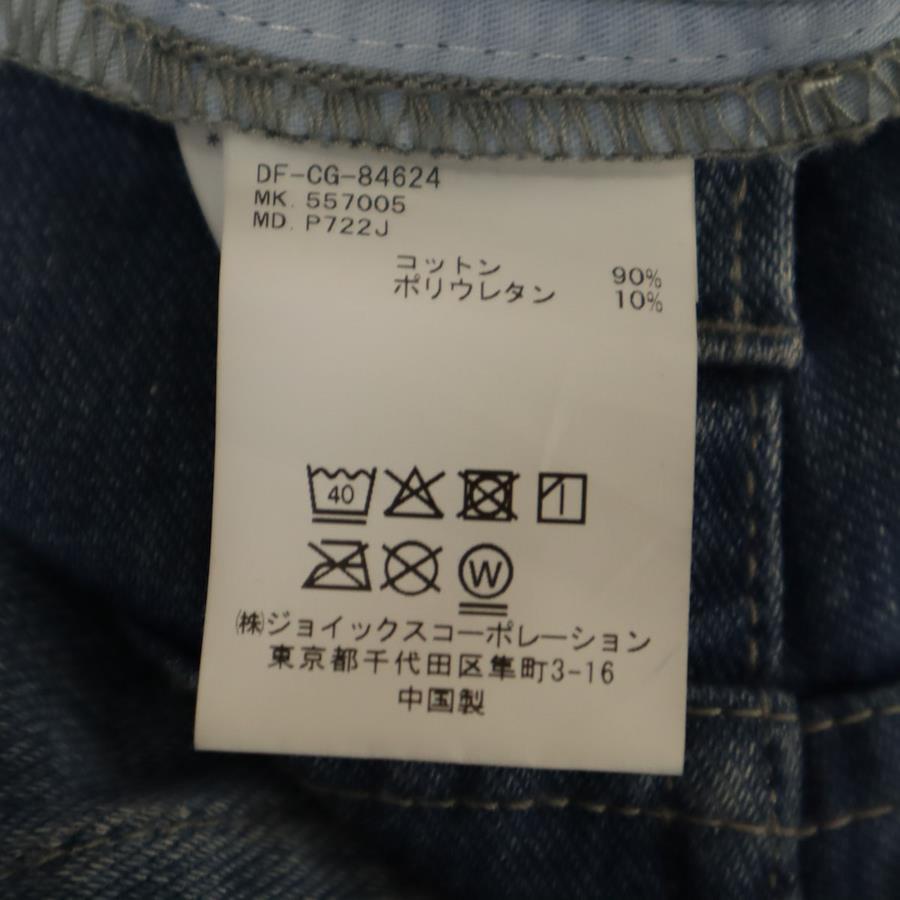 DF-CG-84624
MK. 557005
MD. P722J
コットン 90%
ポリウレタン 10%
40
W
㈱ジョイックスコーポレーション
東京都千代田区隼町3-16
中国製